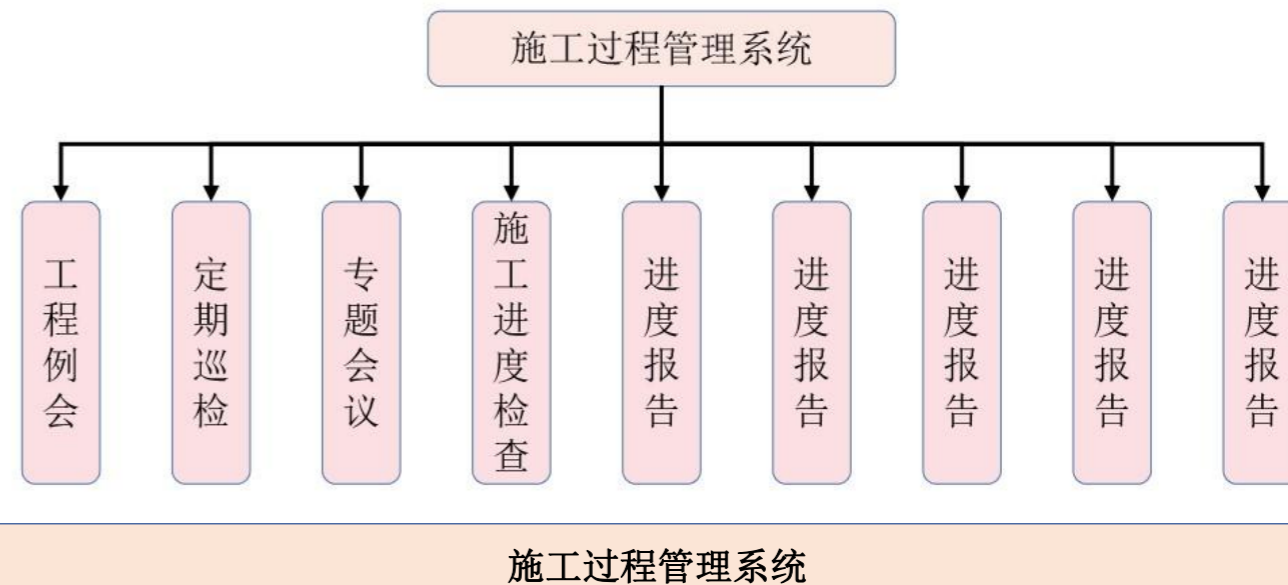 施工过程管理系统
工程例会
定期巡检
专题会议
施工进度检查
进度报告
进度报告
进度报告
进度报告
进度报告
施工过程管理系统